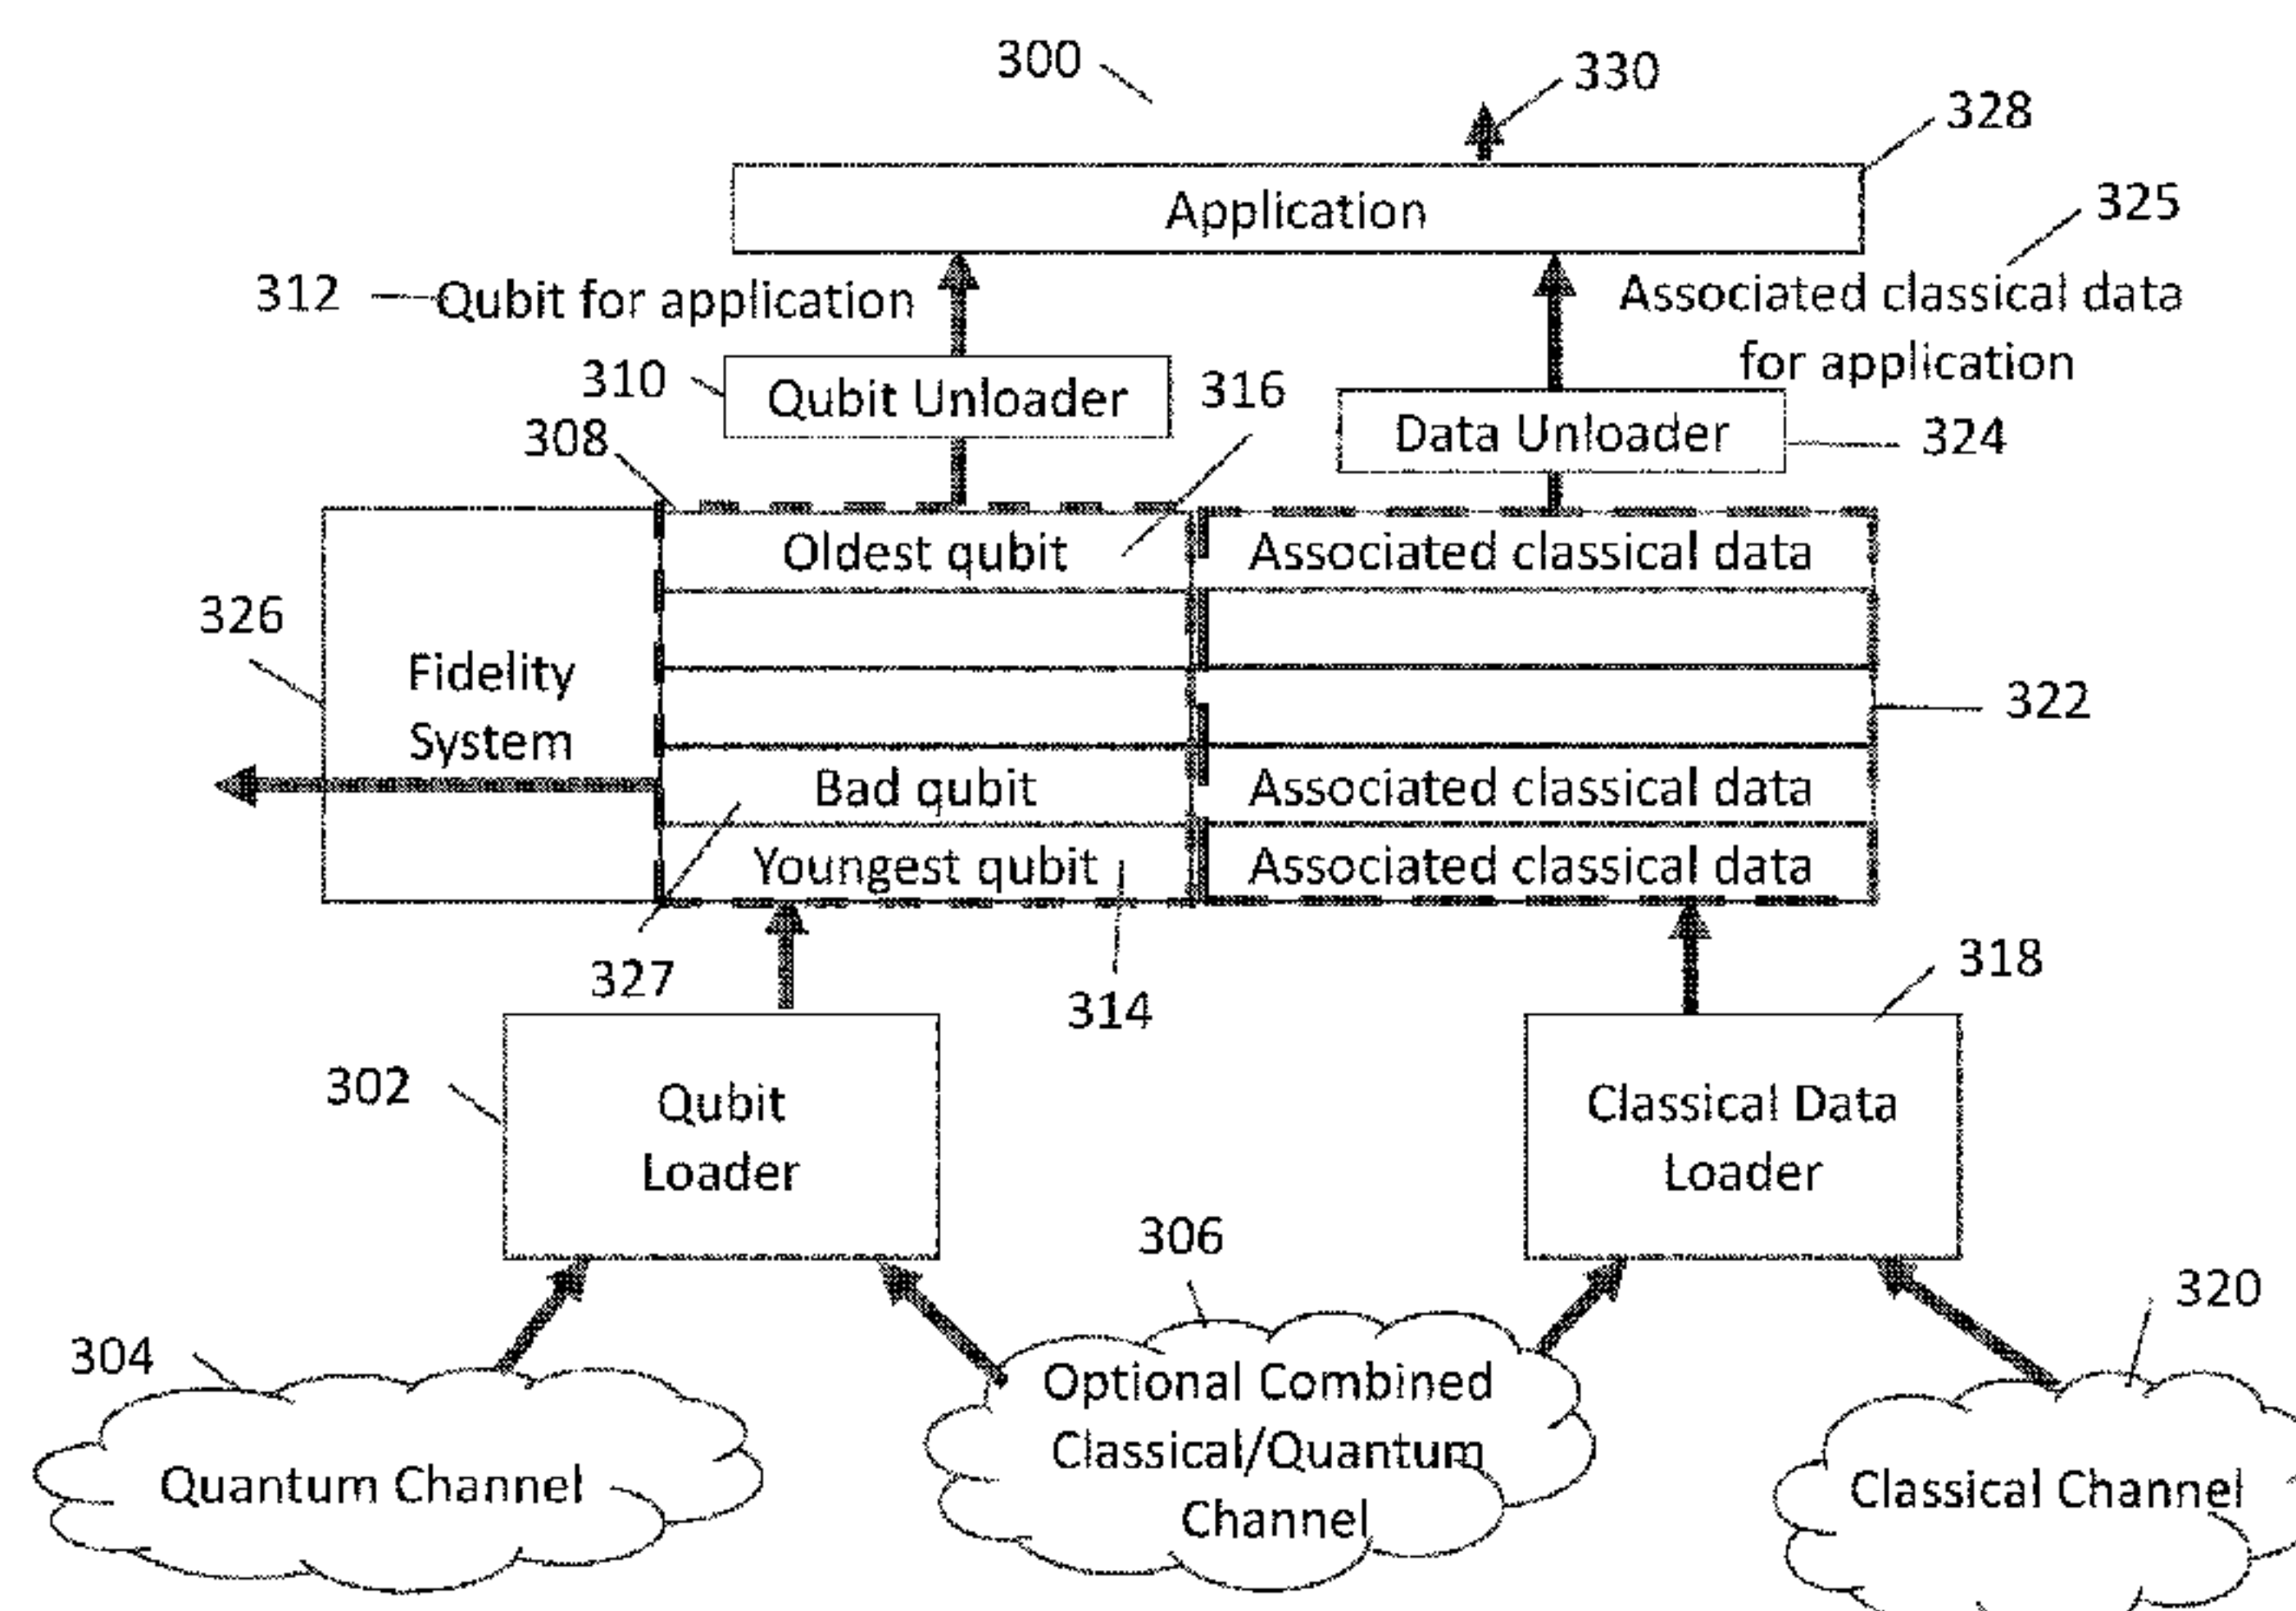 300
330
328
Application
325
312
Qubit for application
Associated classical data
for application
310
Qubit Unloader
316
308
Data Unloader
324
Oldest qubit
Associated classical data
326
Fidelity
System
322
Bad qubit
Associated classical data
Youngest qubit
Associated classical data
327
314
318
302
Qubit
Loader
Classical Data
Loader
306
320
304
Optional Combined
Classical/Quantum
Channel
Quantum Channel
Classical Channel